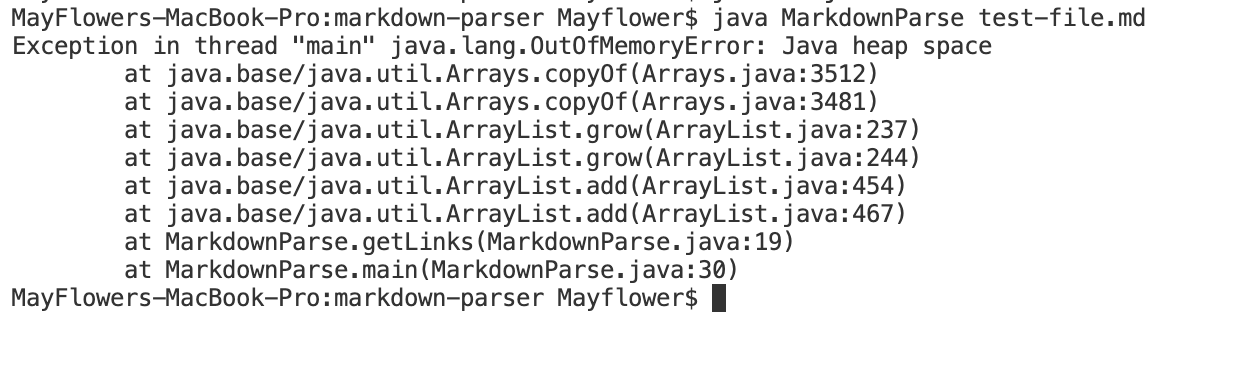 MayFlowers-MacBook-Pro:markdown-parser Mayflower$ java MarkdownParse test-file.md
Exception in thread "main" java.lang.OutOfMemoryError: Java heap space
        at java.base/java.util.Arrays.copyOf(Arrays.java:3512)
        at java.base/java.util.Arrays.copyOf(Arrays.java:3481)
        at java.base/java.util.ArrayList.grow(ArrayList.java:237)
        at java.base/java.util.ArrayList.grow(ArrayList.java:244)
        at java.base/java.util.ArrayList.add(ArrayList.java:454)
        at java.base/java.util.ArrayList.add(ArrayList.java:467)
        at MarkdownParse.getLinks(MarkdownParse.java:19)
        at MarkdownParse.main(MarkdownParse.java:30)
MayFlowers-MacBook-Pro:markdown-parser Mayflower$